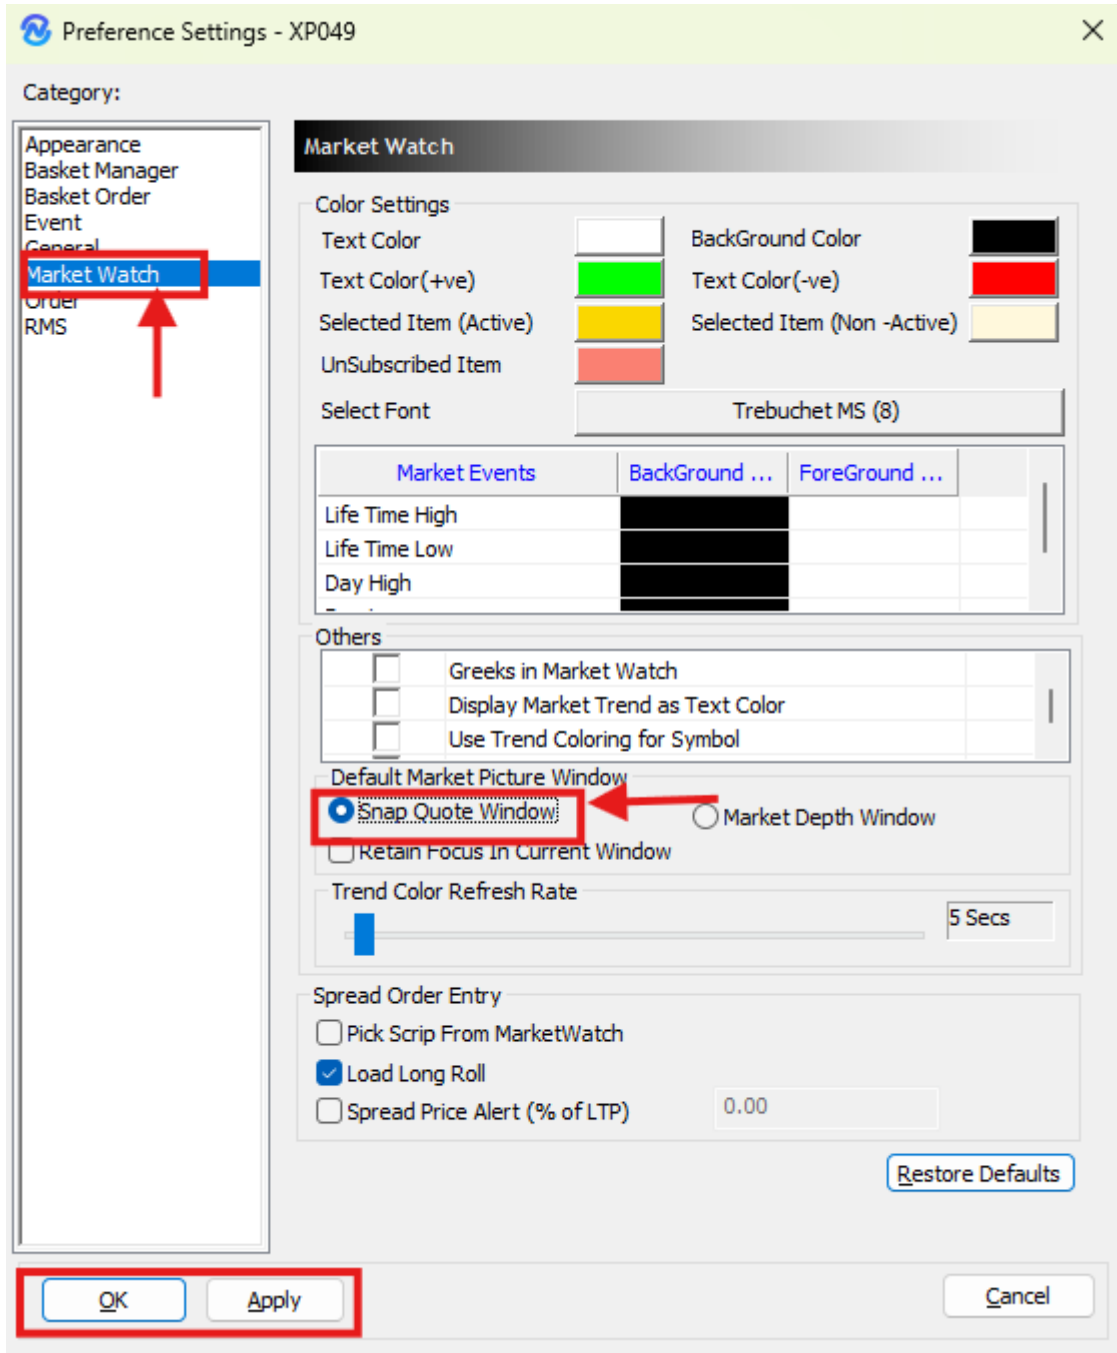 Preference Settings - XP049
Category:
Appearance
Basket Manager
Basket Order
Event
General
Market Watch
Order
RMS
Market Watch
Color Settings
Text Color
BackGround Color
Text Color(+ve)
Text Color(-ve)
Selected Item (Active)
Selected Item (Non -Active)
UnSubscribed Item
Select Font
Trebuchet MS (8)
Market Events BackGround ... ForeGround ...
Life Time High
Life Time Low
Day High
Others
Greeks in Market Watch
Display Market Trend as Text Color
Use Trend Coloring for Symbol
Default Market Picture Window
Snap Quote Window
Market Depth Window
Retain Focus In Current Window
Trend Color Refresh Rate
5 Secs
Spread Order Entry
Pick Scrip From MarketWatch
Load Long Roll
Spread Price Alert (% of LTP)
0.00
Restore Defaults
OK
Apply
Cancel